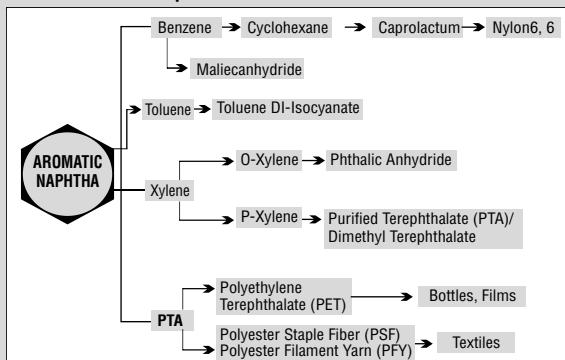 Benzene Cyclohexane Caprolactum Nylon6, 6
Maliecanhydride
Toluene Toluene DI-Isocyanate
AROMATIC
NAPHTHA
O-Xylene Phthalic Anhydride
Xylene
P-Xylene Purified Terephthalate (PTA)/
Dimethyl Terephthalate
Polyethylene
Terephthalate (PET) Bottles, Films
PTA
Polyester Staple Fiber (PSF)
Polyester Filament Yarn (PFY) Textiles